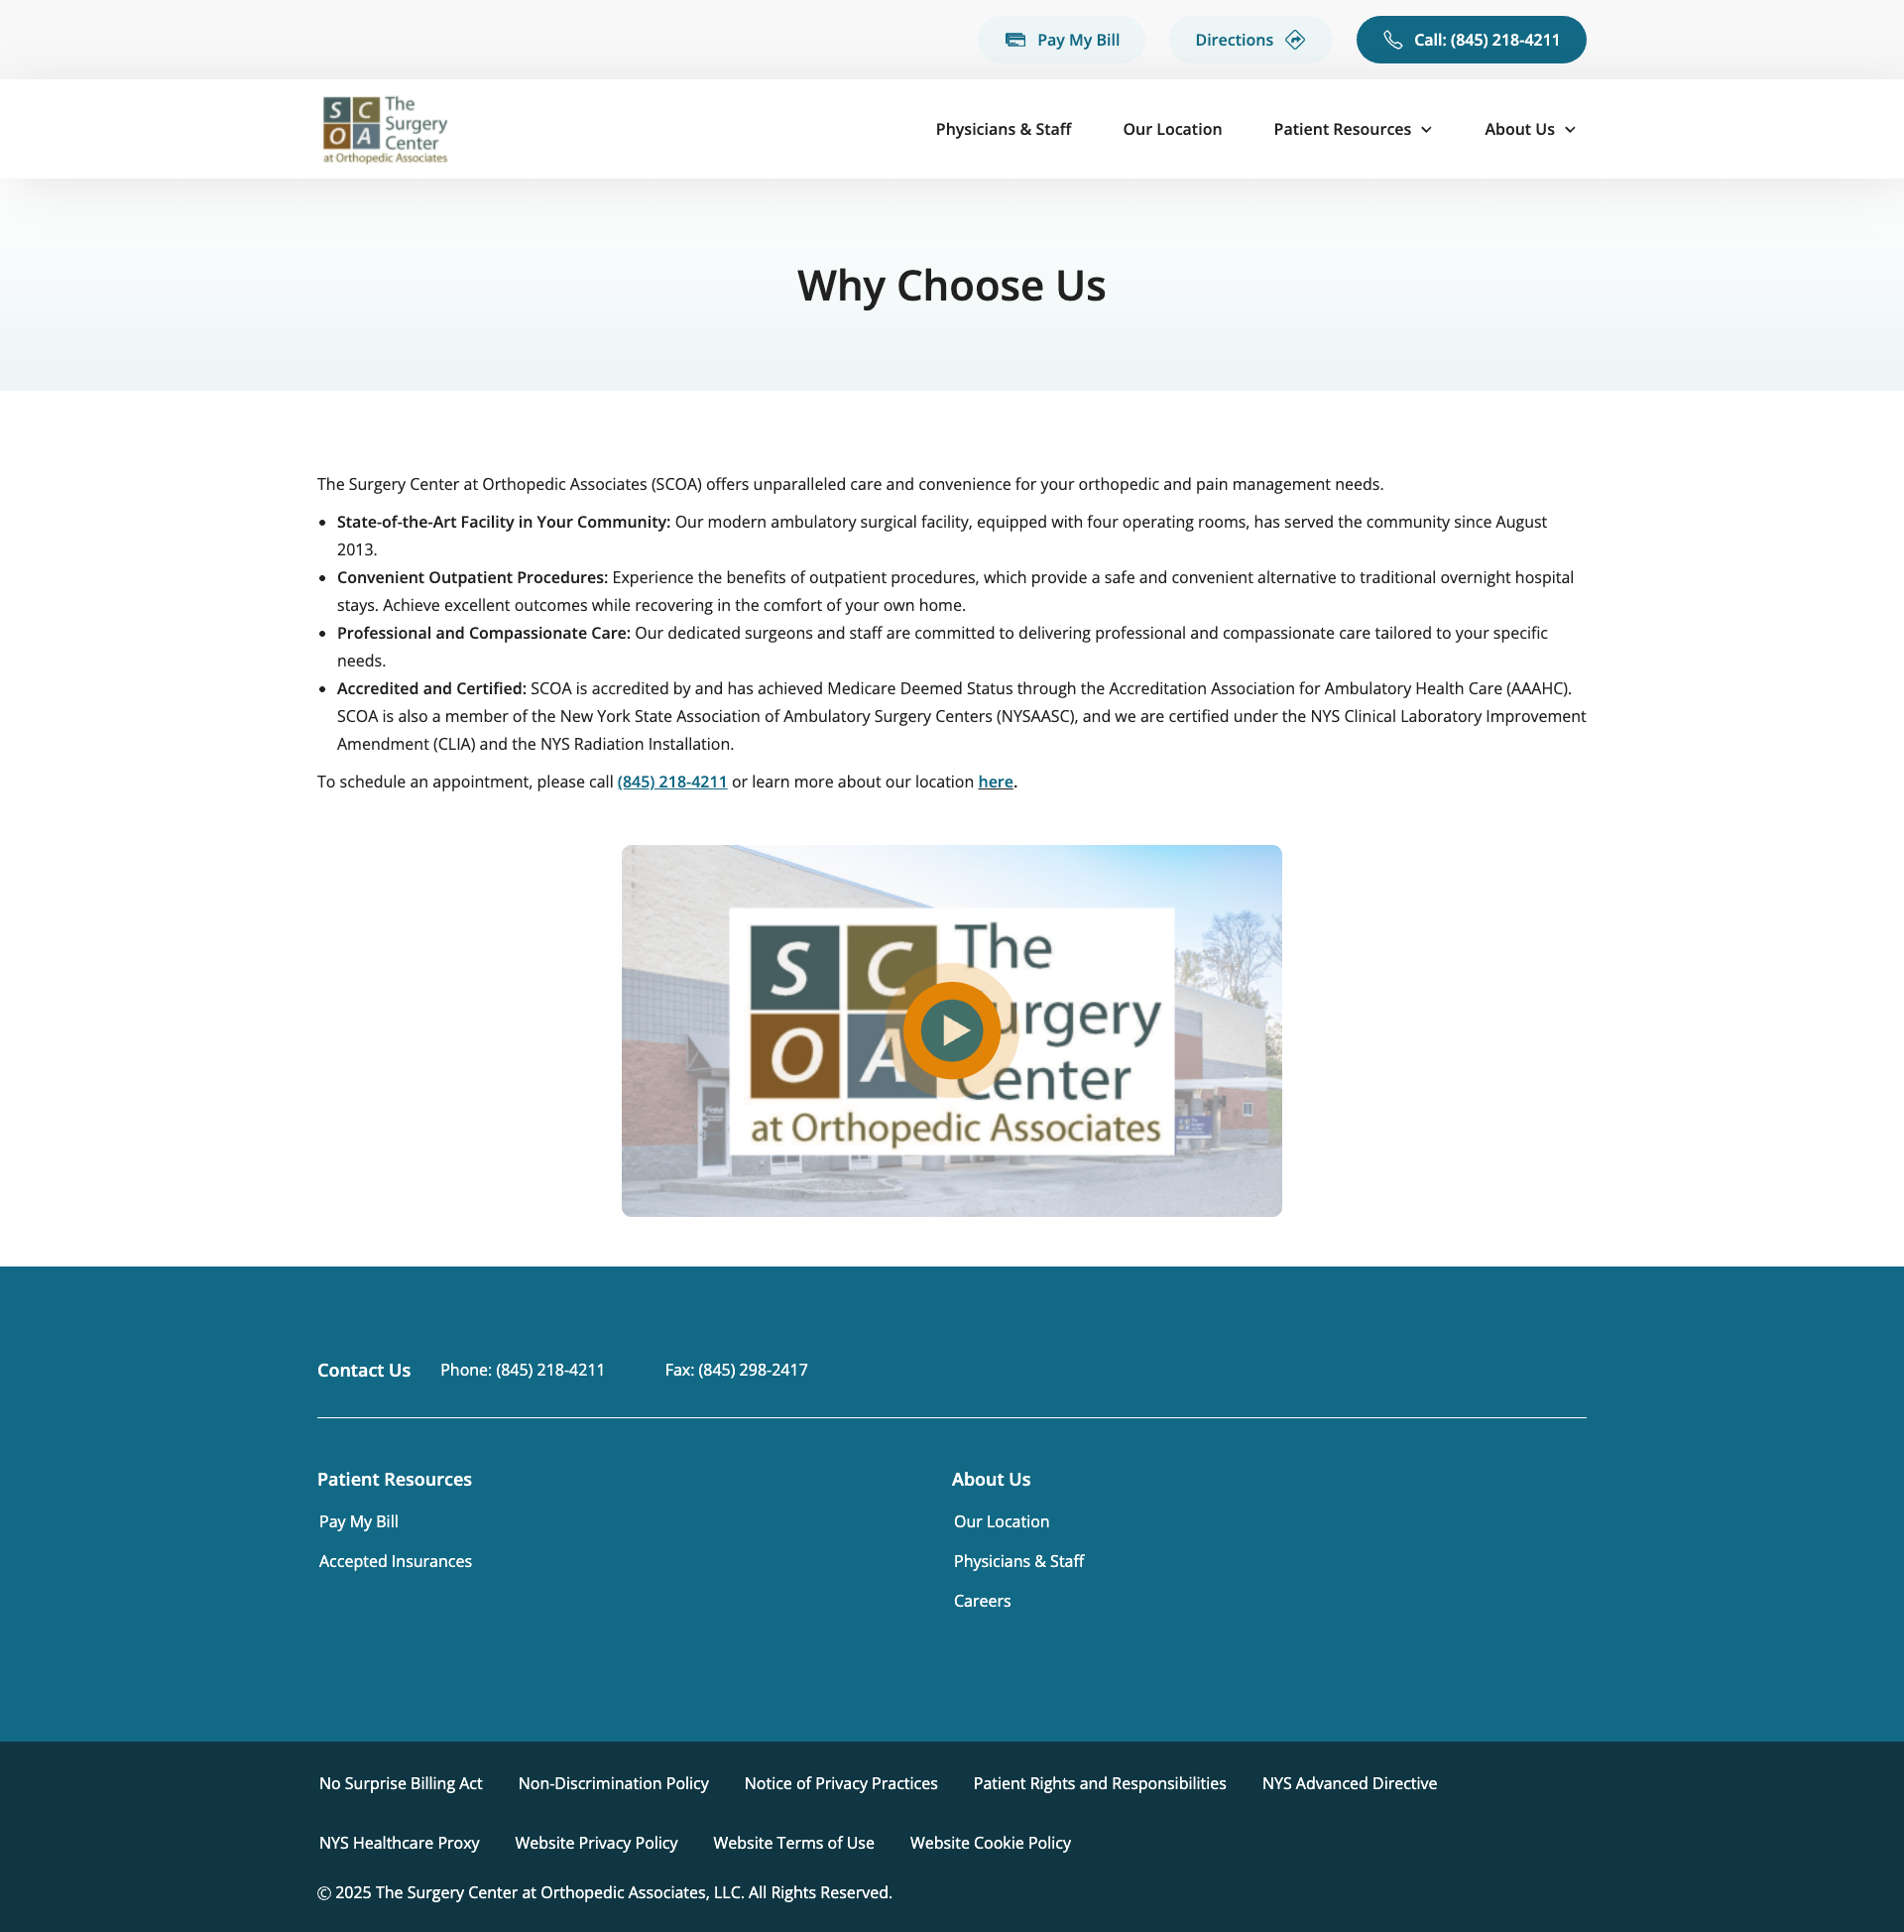 Pay My Bill
Directions
Call: (845) 218-4211
S C O A The Surgery Center
at Orthopedic Associates
Physicians & Staff
Our Location
Patient Resources
About Us
Why Choose Us
The Surgery Center at Orthopedic Associates (SCOA) offers unparalleled care and convenience for your orthopedic and pain management needs.
• State-of-the-Art Facility in Your Community: Our modern ambulatory surgical facility, equipped with four operating rooms, has served the community since August
2013.
• Convenient Outpatient Procedures: Experience the benefits of outpatient procedures, which provide a safe and convenient alternative to traditional overnight hospital
stays. Achieve excellent outcomes while recovering in the comfort of your own home.
• Professional and Compassionate Care: Our dedicated surgeons and staff are committed to delivering professional and compassionate care tailored to your specific
needs.
• Accredited and Certified: SCOA is accredited by and has achieved Medicare Deemed Status through the Accreditation Association for Ambulatory Health Care (AAAHC).
SCOA is also a member of the New York State Association of Ambulatory Surgery Centers (NYSAASC), and we are certified under the NYS Clinical Laboratory Improvement
Amendment (CLIA) and the NYS Radiation Installation.
To schedule an appointment, please call (845) 218-4211 or learn more about our location here.
S C The
O A Surgery
Center
at Orthopedic Associates
Contact Us
Phone: (845) 218-4211
Fax: (845) 298-2417
Patient Resources
Pay My Bill
Accepted Insurances
About Us
Our Location
Physicians & Staff
Careers
No Surprise Billing Act
Non-Discrimination Policy
Notice of Privacy Practices
Patient Rights and Responsibilities
NYS Advanced Directive
NYS Healthcare Proxy
Website Privacy Policy
Website Terms of Use
Website Cookie Policy
© 2025 The Surgery Center at Orthopedic Associates, LLC. All Rights Reserved.